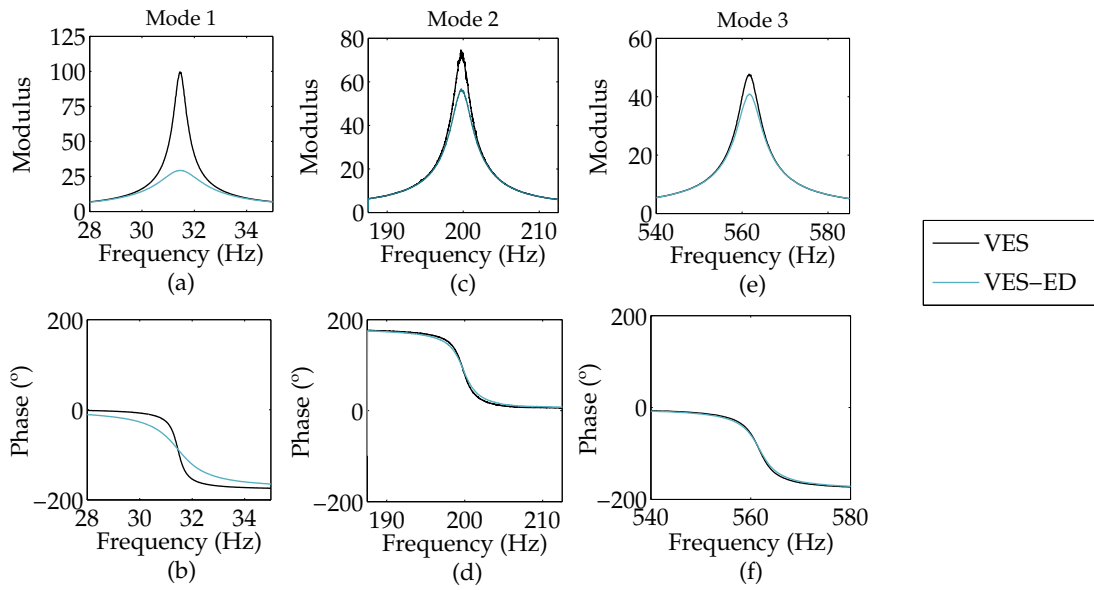 Mode 1
125
100
75
50
25
0
Modulus
28 30 32 34
Frequency (Hz)
(a)
Mode 2
80
60
40
20
0
Modulus
190 200 210
Frequency (Hz)
(c)
Mode 3
60
40
20
0
Modulus
540 560 580
Frequency (Hz)
(e)
VES
VES−ED
200
0
−200
Phase (º)
28 30 32 34
Frequency (Hz)
(b)
200
0
−200
Phase (º)
190 200 210
Frequency (Hz)
(d)
200
0
−200
Phase (º)
540 560 580
Frequency (Hz)
(f)